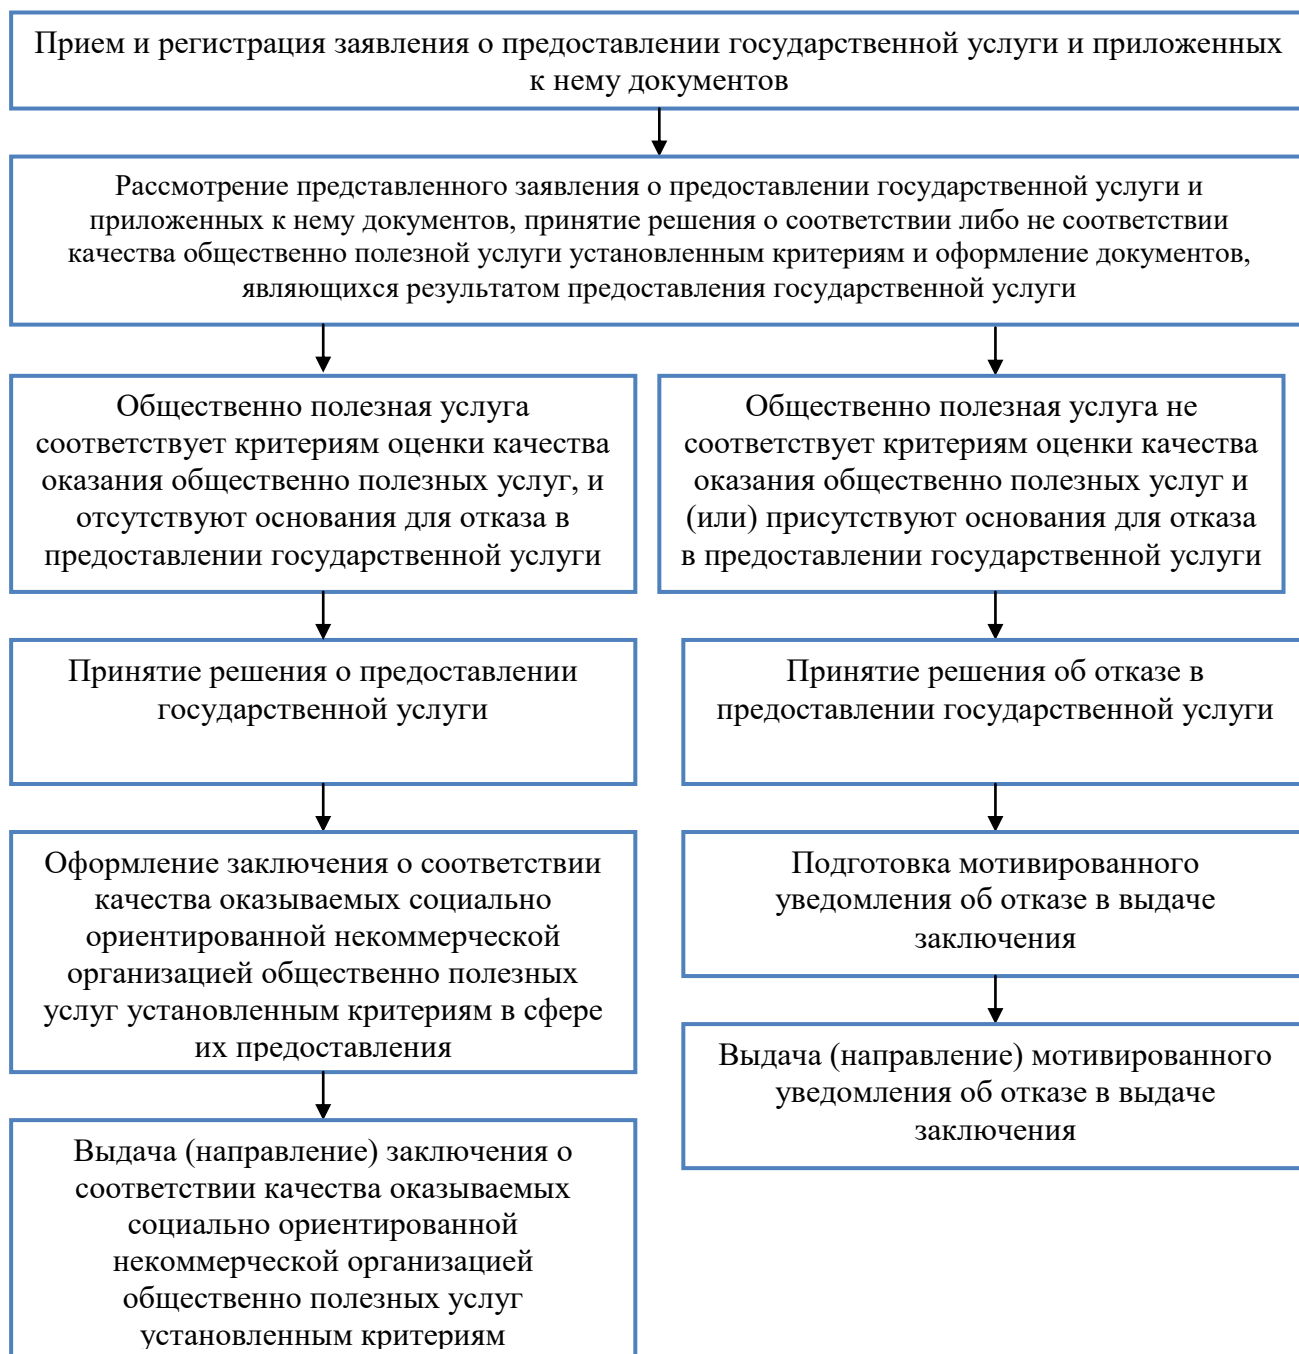 Прием и регистрация заявления о предоставлении государственной услуги и приложенных
к нему документов
Рассмотрение представленного заявления о предоставлении государственной услуги и
приложенных к нему документов, принятие решения о соответствии либо не соответствии
качества общественно полезной услуги установленным критериям и оформление документов,
являющихся результатом предоставления государственной услуги
Общественно полезная услуга
соответствует критериям оценки качества
оказания общественно полезных услуг, и
отсутствуют основания для отказа в
предоставлении государственной услуги
Общественно полезная услуга не
соответствует критериям оценки качества
оказания общественно полезных услуг и
(или) присутствуют основания для отказа
в предоставлении государственной услуги
Принятие решения о предоставлении
государственной услуги
Принятие решения об отказе в
предоставлении государственной услуги
Оформление заключения о соответствии
качества оказываемых социально
ориентированной некоммерческой
организацией общественно полезных
услуг установленным критериям в сфере
их предоставления
Подготовка мотивированного
уведомления об отказе в выдаче
заключения
Выдача (направление) мотивированного
уведомления об отказе в выдаче
заключения
Выдача (направление) заключения о
соответствии качества оказываемых
социально ориентированной
некоммерческой организацией
общественно полезных услуг
установленным критериям